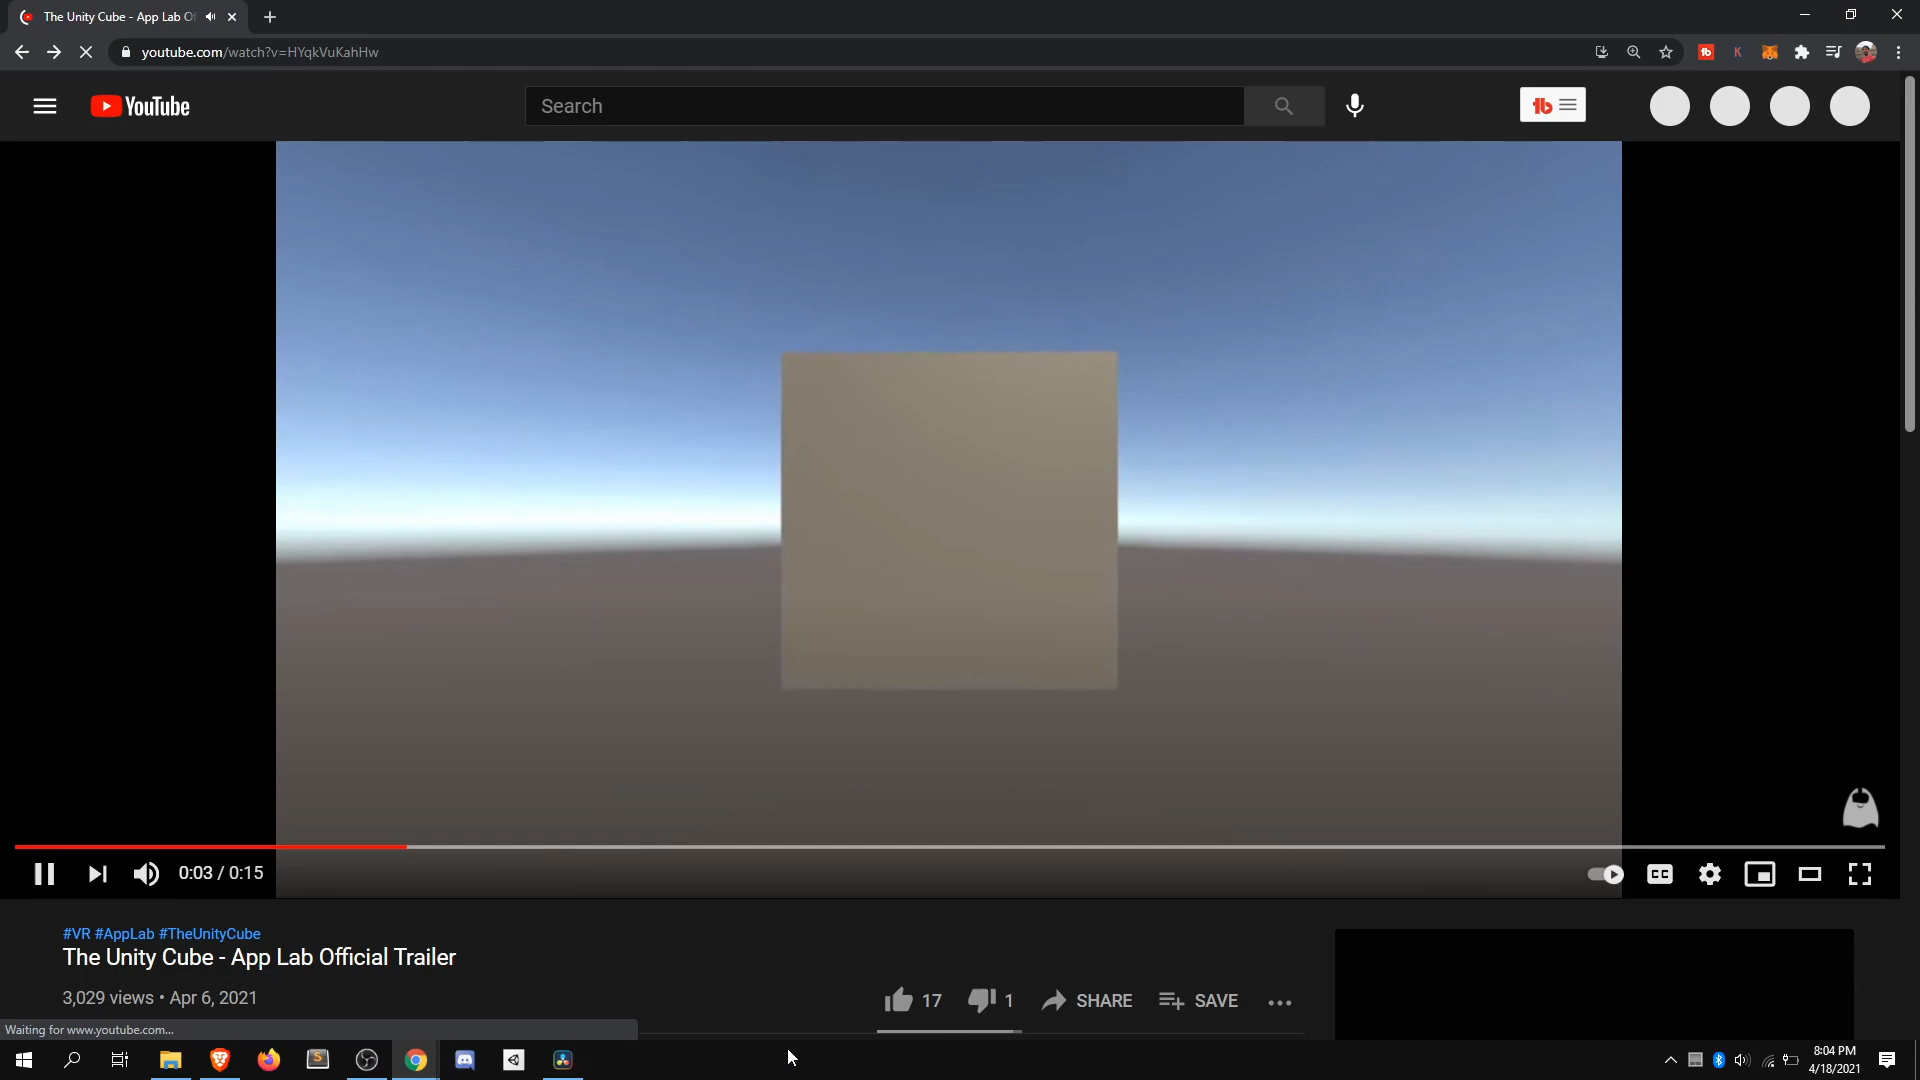 The Unity Cube - App Lab O
youtube.com/watch?v=HYqkVuKahHw
K
YouTube
Search
tb
0:03 / 0:15
CC
#VR #AppLab #TheUnityCube
The Unity Cube - App Lab Official Trailer
3,029 views • Apr 6, 2021
17
1
SHARE
SAVE
Waiting for www.youtube.com...
S
8:04 PM
4/18/2021